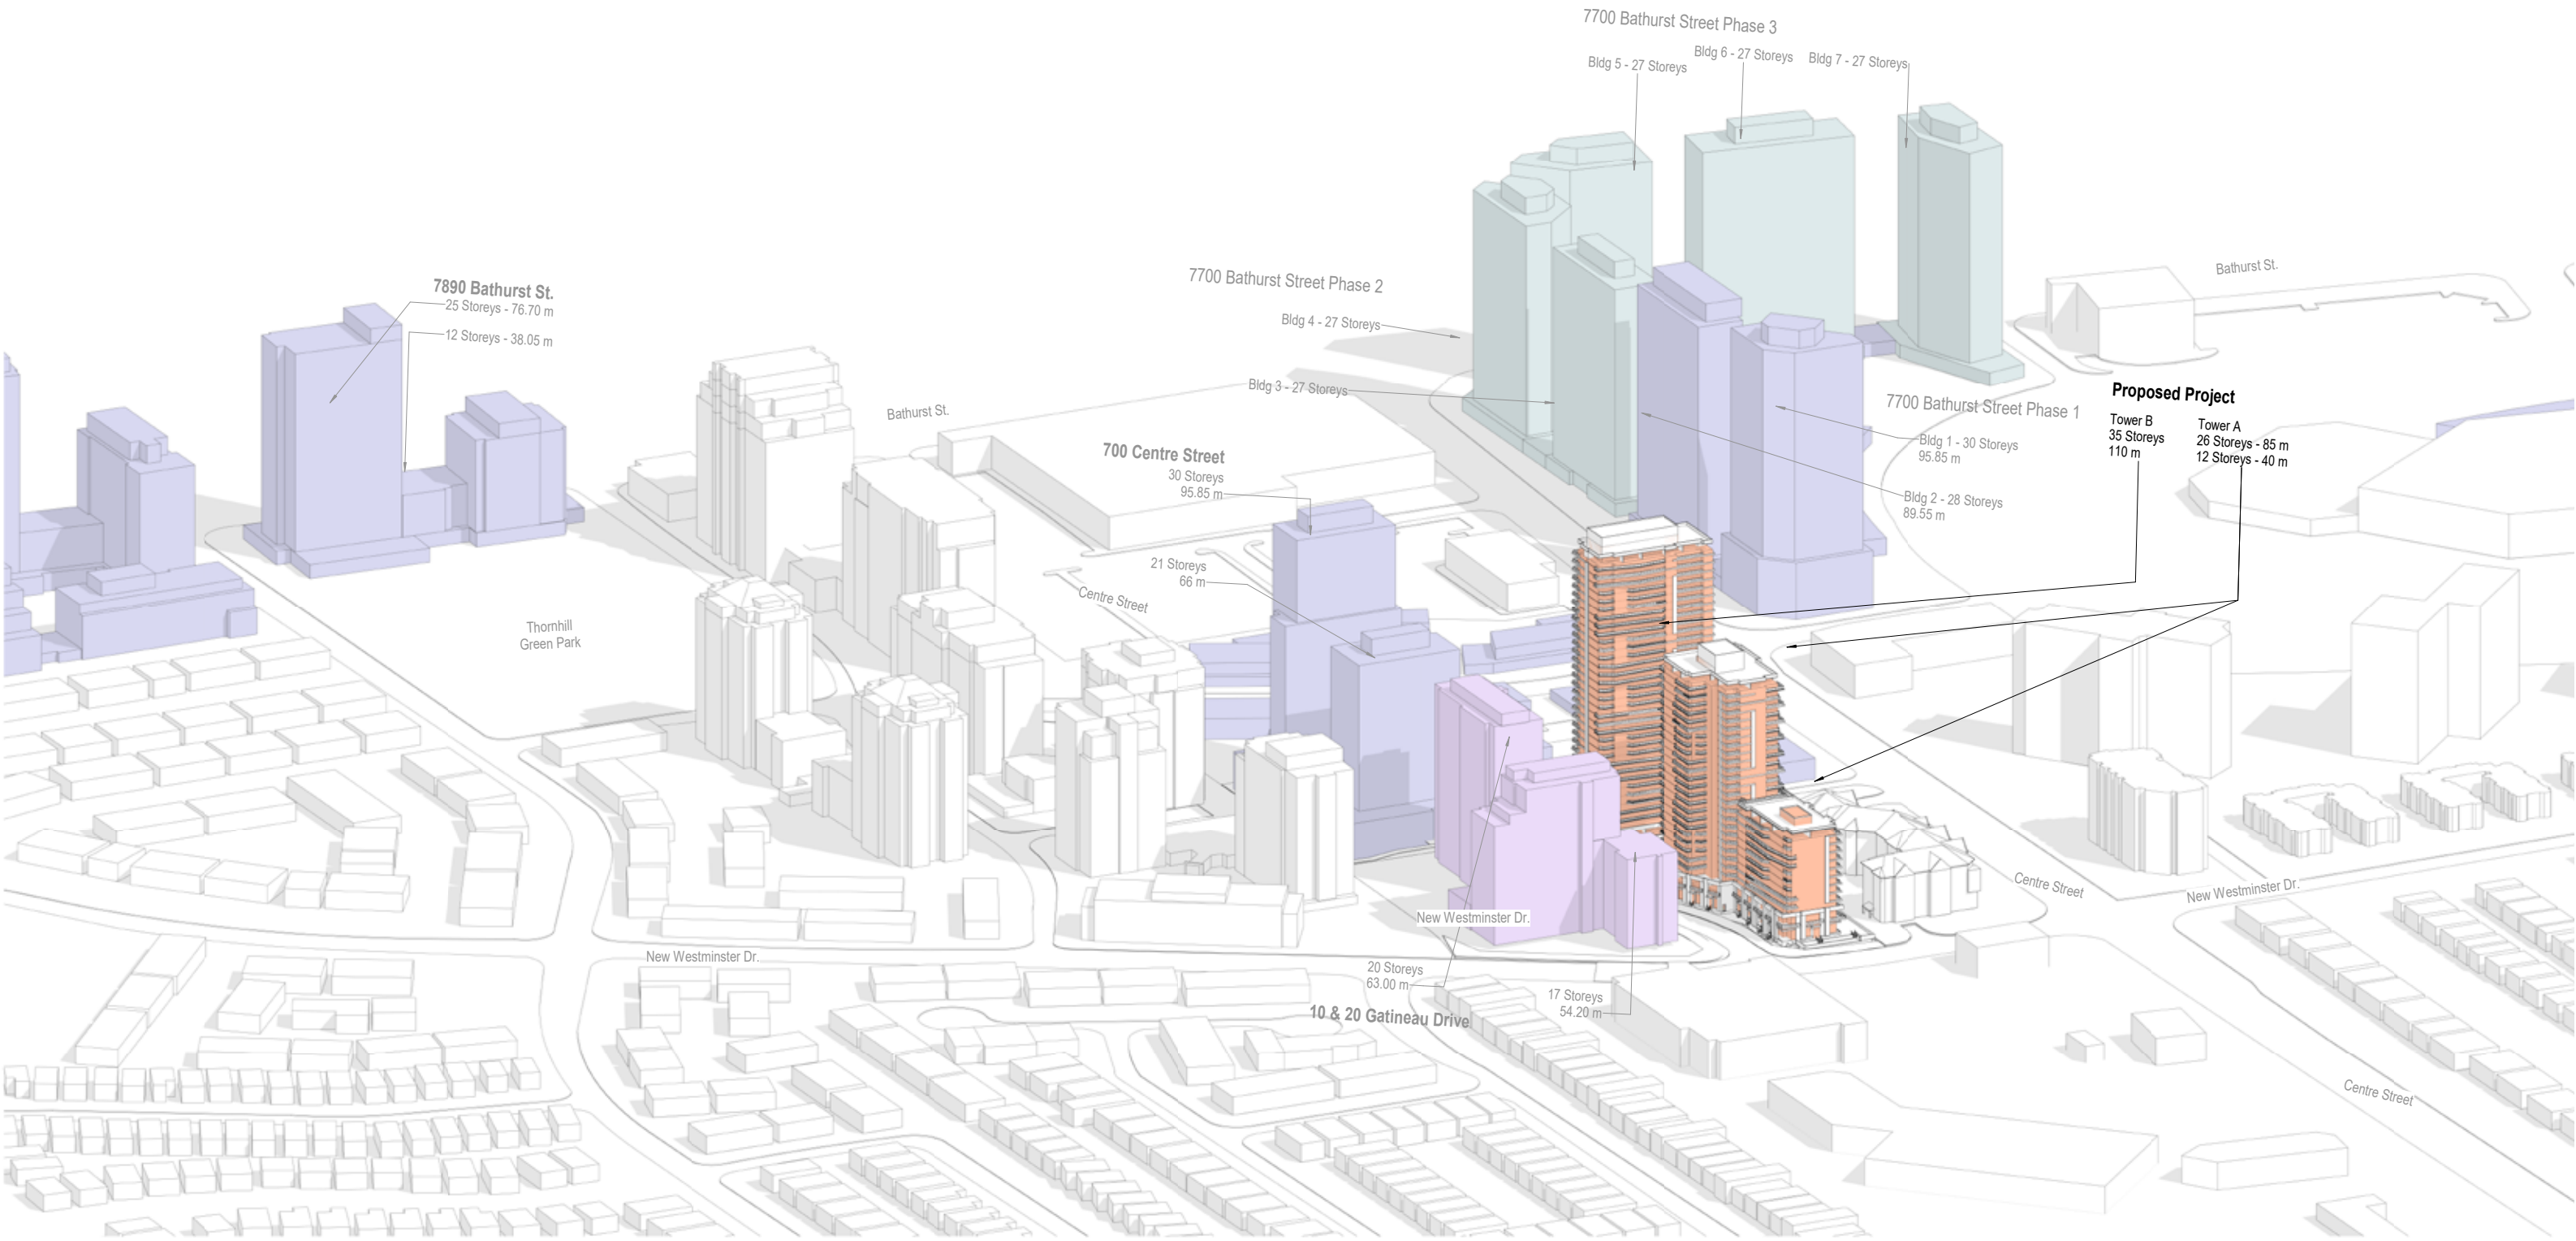 7700 Bathurst Street Phase 3
Bldg 5 - 27 Storeys
Bldg 6 - 27 Storeys
Bldg 7 - 27 Storeys
7890 Bathurst St.
25 Storeys - 76.70 m
12 Storeys - 38.05 m
7700 Bathurst Street Phase 2
Bldg 4 - 27 Storeys
Bldg 3 - 27 Storeys
Bathurst St.
Bathurst St.
Proposed Project
Tower B
35 Storeys
110 m
Tower A
26 Storeys - 85 m
12 Storeys - 40 m
7700 Bathurst Street Phase 1
Bldg 1 - 30 Storeys
95.85 m
Bldg 2 - 28 Storeys
89.55 m
700 Centre Street
30 Storeys
95.85 m
21 Storeys
66 m
Centre Street
Thornhill
Green Park
New Westminster Dr.
New Westminster Dr.
Centre Street
New Westminster Dr.
20 Storeys
63.00 m
17 Storeys
54.20 m
10 & 20 Gatineau Drive
Centre Street